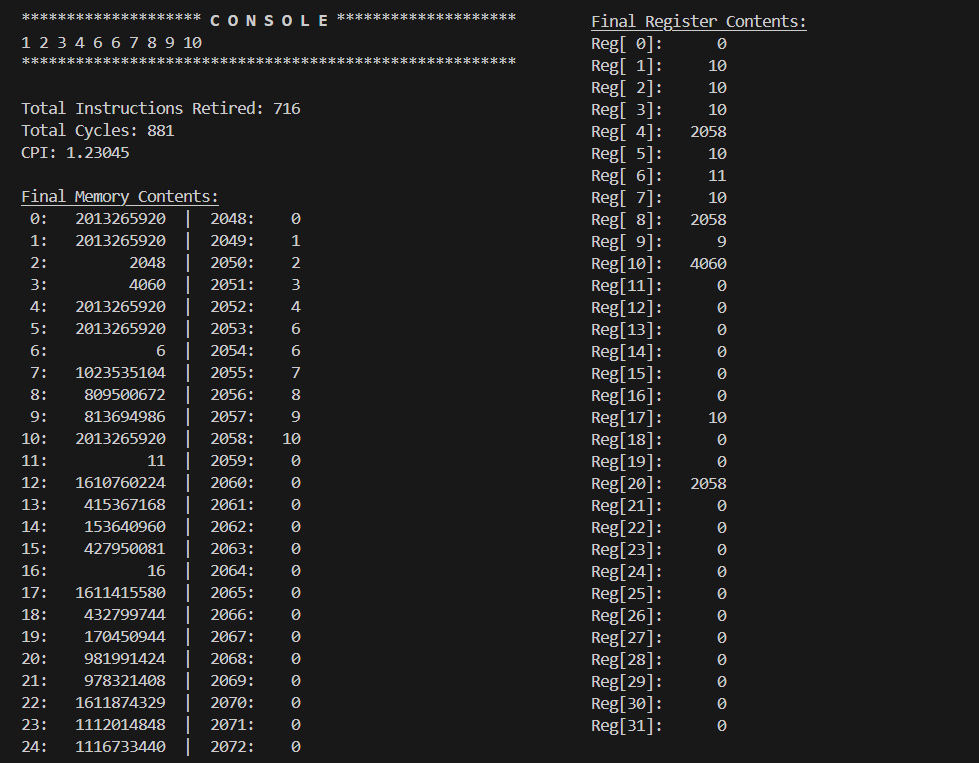 ******************** C O N S O L E ********************
1 2 3 4 6 6 7 8 9 10
*******************************************************
Total Instructions Retired: 716
Total Cycles: 881
CPI: 1.23045
Final Memory Contents:
0: 2013265920 | 2048: 0
1: 2013265920 | 2049: 1
2: 2048 | 2050: 2
3: 4060 | 2051: 3
4: 2013265920 | 2052: 4
5: 2013265920 | 2053: 6
6: 6 | 2054: 6
7: 1023535104 | 2055: 7
8: 809500672 | 2056: 8
9: 813694986 | 2057: 9
10: 2013265920 | 2058: 10
11: 11 | 2059: 0
12: 1610760224 | 2060: 0
13: 415367168 | 2061: 0
14: 153640960 | 2062: 0
15: 427950081 | 2063: 0
16: 16 | 2064: 0
17: 1611415580 | 2065: 0
18: 432799744 | 2066: 0
19: 170450944 | 2067: 0
20: 981991424 | 2068: 0
21: 978321408 | 2069: 0
22: 1611874329 | 2070: 0
23: 1112014848 | 2071: 0
24: 1116733440 | 2072: 0
Final Register Contents:
Reg[ 0]: 0
Reg[ 1]: 10
Reg[ 2]: 10
Reg[ 3]: 10
Reg[ 4]: 2058
Reg[ 5]: 10
Reg[ 6]: 11
Reg[ 7]: 10
Reg[ 8]: 2058
Reg[ 9]: 9
Reg[10]: 4060
Reg[11]: 0
Reg[12]: 0
Reg[13]: 0
Reg[14]: 0
Reg[15]: 0
Reg[16]: 0
Reg[17]: 10
Reg[18]: 0
Reg[19]: 0
Reg[20]: 2058
Reg[21]: 0
Reg[22]: 0
Reg[23]: 0
Reg[24]: 0
Reg[25]: 0
Reg[26]: 0
Reg[27]: 0
Reg[28]: 0
Reg[29]: 0
Reg[30]: 0
Reg[31]: 0